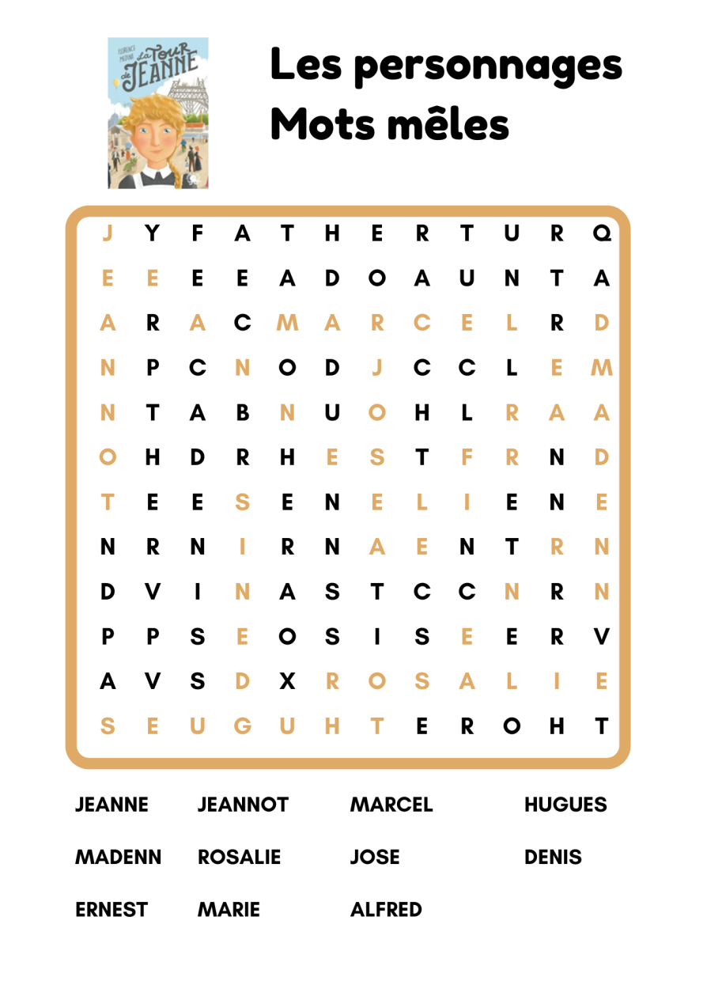 FLORENCE
MEDINA
La TOUR
de JEANNE
Les personnages
Mots mêles
J Y F A T H E R T U R Q
E E E E A D O A U N T A
A R A C M A R C E L R D
N P C N O D J C C L E M
N T A B N U O H L R A A
O H D R H E S T F R N D
T E E S E N E L I E N E
N R N I R N A E N T R N
D V I N A S T C C N R N
P P S E O S I S E E R V
A V S D X R O S A L I E
S E U G U H T E R O H T
JEANNE JEANNOT MARCEL HUGUES
MADENN ROSALIE JOSE DENIS
ERNEST MARIE ALFRED